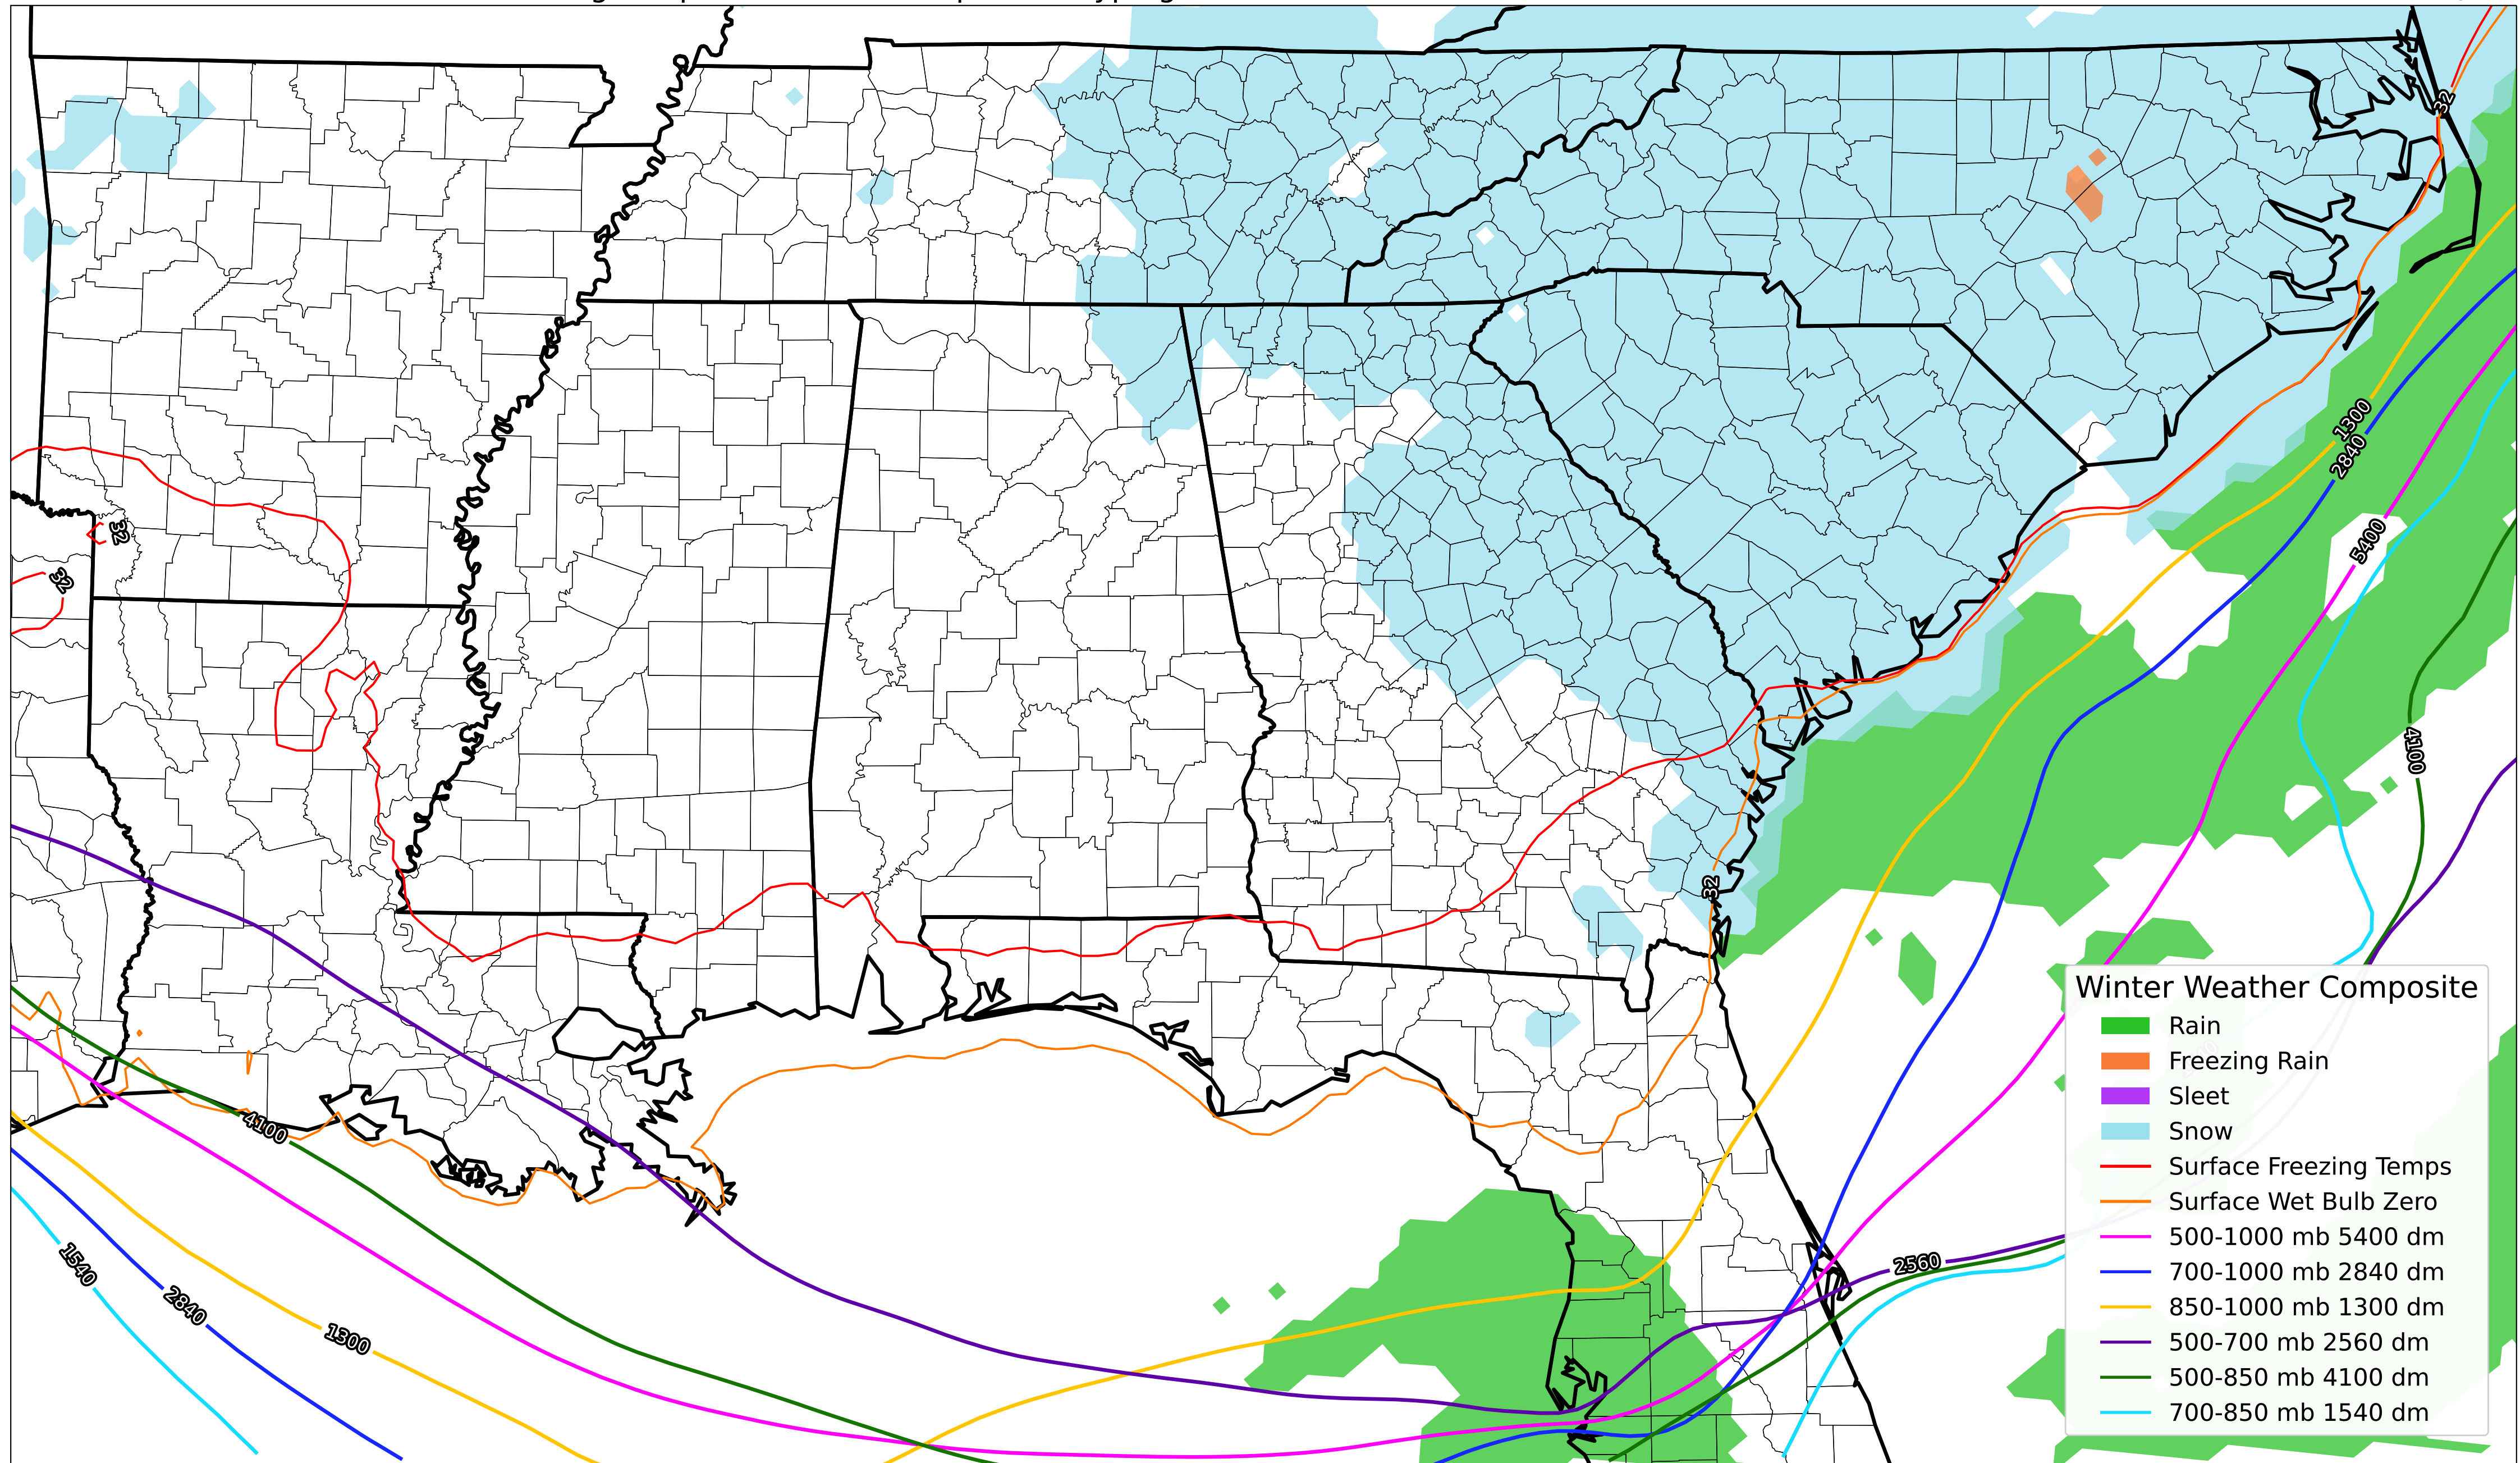 32
1300
2840
5400
32
32
4100
32
Winter Weather Composite
Rain
Freezing Rain
Sleet
Snow
Surface Freezing Temps
Surface Wet Bulb Zero
500-1000 mb 5400 dm
700-1000 mb 2840 dm
850-1000 mb 1300 dm
500-700 mb 2560 dm
500-850 mb 4100 dm
700-850 mb 1540 dm
4100
2560
1540
2840
1300